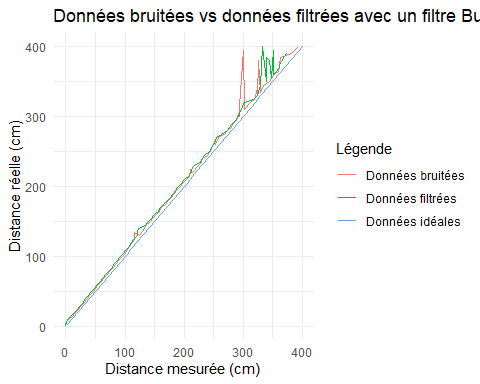 Données bruitées vs données filtrées avec un filtre Bu
400
300
200
100
0
Distance réelle (cm)
0 100 200 300 400
Distance mesurée (cm)
Légende
Données bruitées
Données filtrées
Données idéales